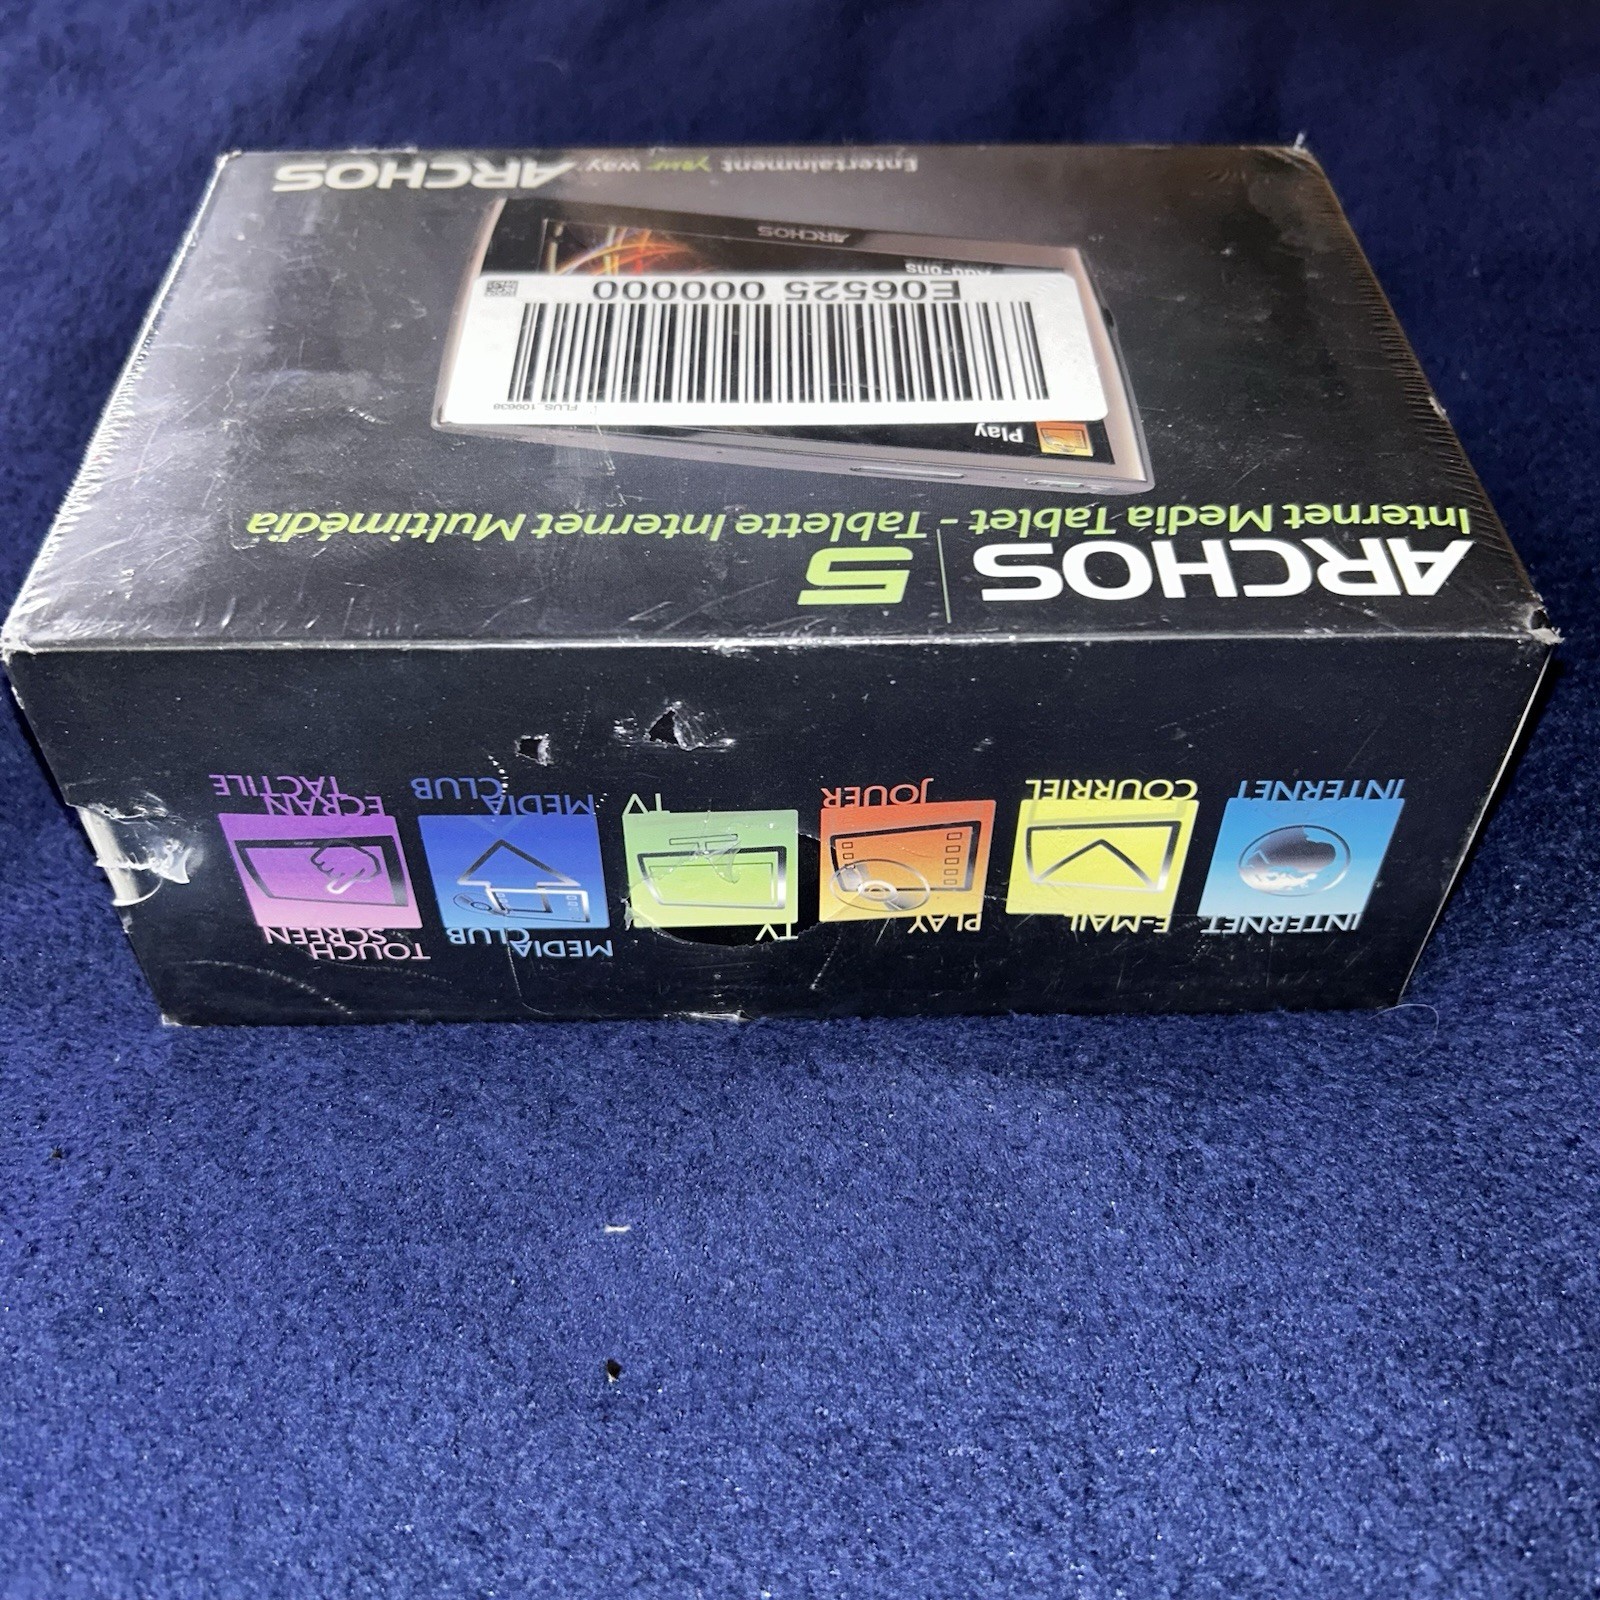 ARCHOS | 5
Internet Media Tablet - Tablette Internet Multimédia
Play
FLUS_109638
E06525 000000
Add-ons
ARCHOS
Entertainment your way
ARCHOS
INTERNET
E-MAIL
PLAY
TV
MEDIA
CLUB
TOUCH
SCREEN
INTERNET
COURRIEL
JOUER
TV
MEDIA
CLUB
ECRAN
TACTILE